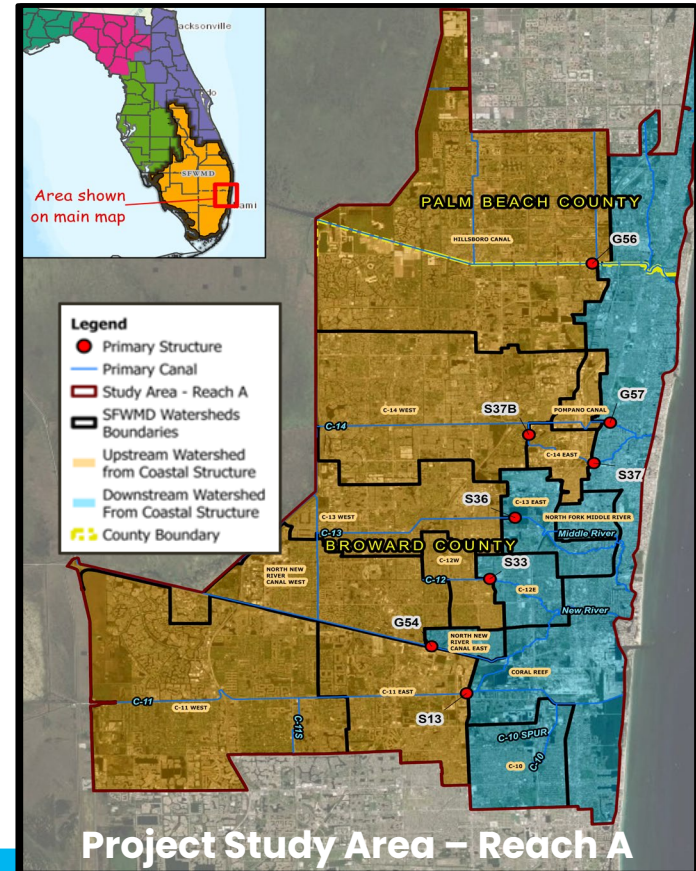 acksonville
do
SFWMD
ami
Area shown
on main map
PALM BEACH COUNTY
HILLSBORO CANAL
G56
Legend
Primary Structure
Primary Canal
Study Area - Reach A
SFWMD Watersheds
Boundaries
Upstream Watershed
from Coastal Structure
Downstream Watershed
From Coastal Structure
County Boundary
C-14 WEST
C-14
S37B
POMPANO CANAL
G57
C-14 EAST
S37
S36
C-13 EAST
C-13 WEST
C-13
NORTH FORK MIDDLE RIVER
Middle River
BROWARD COUNTY
S33
C-12W
C-12
C-12E
NORTH NEW
RIVER
CANAL WEST
New River
G54
NORTH NEW
RIVER
CANAL EAST
CORAL REEF
C-11 EAST
C-11
C-11 WEST
S13
C-11S
C-10 SPUR
C-10
C-10
Project Study Area – Reach A